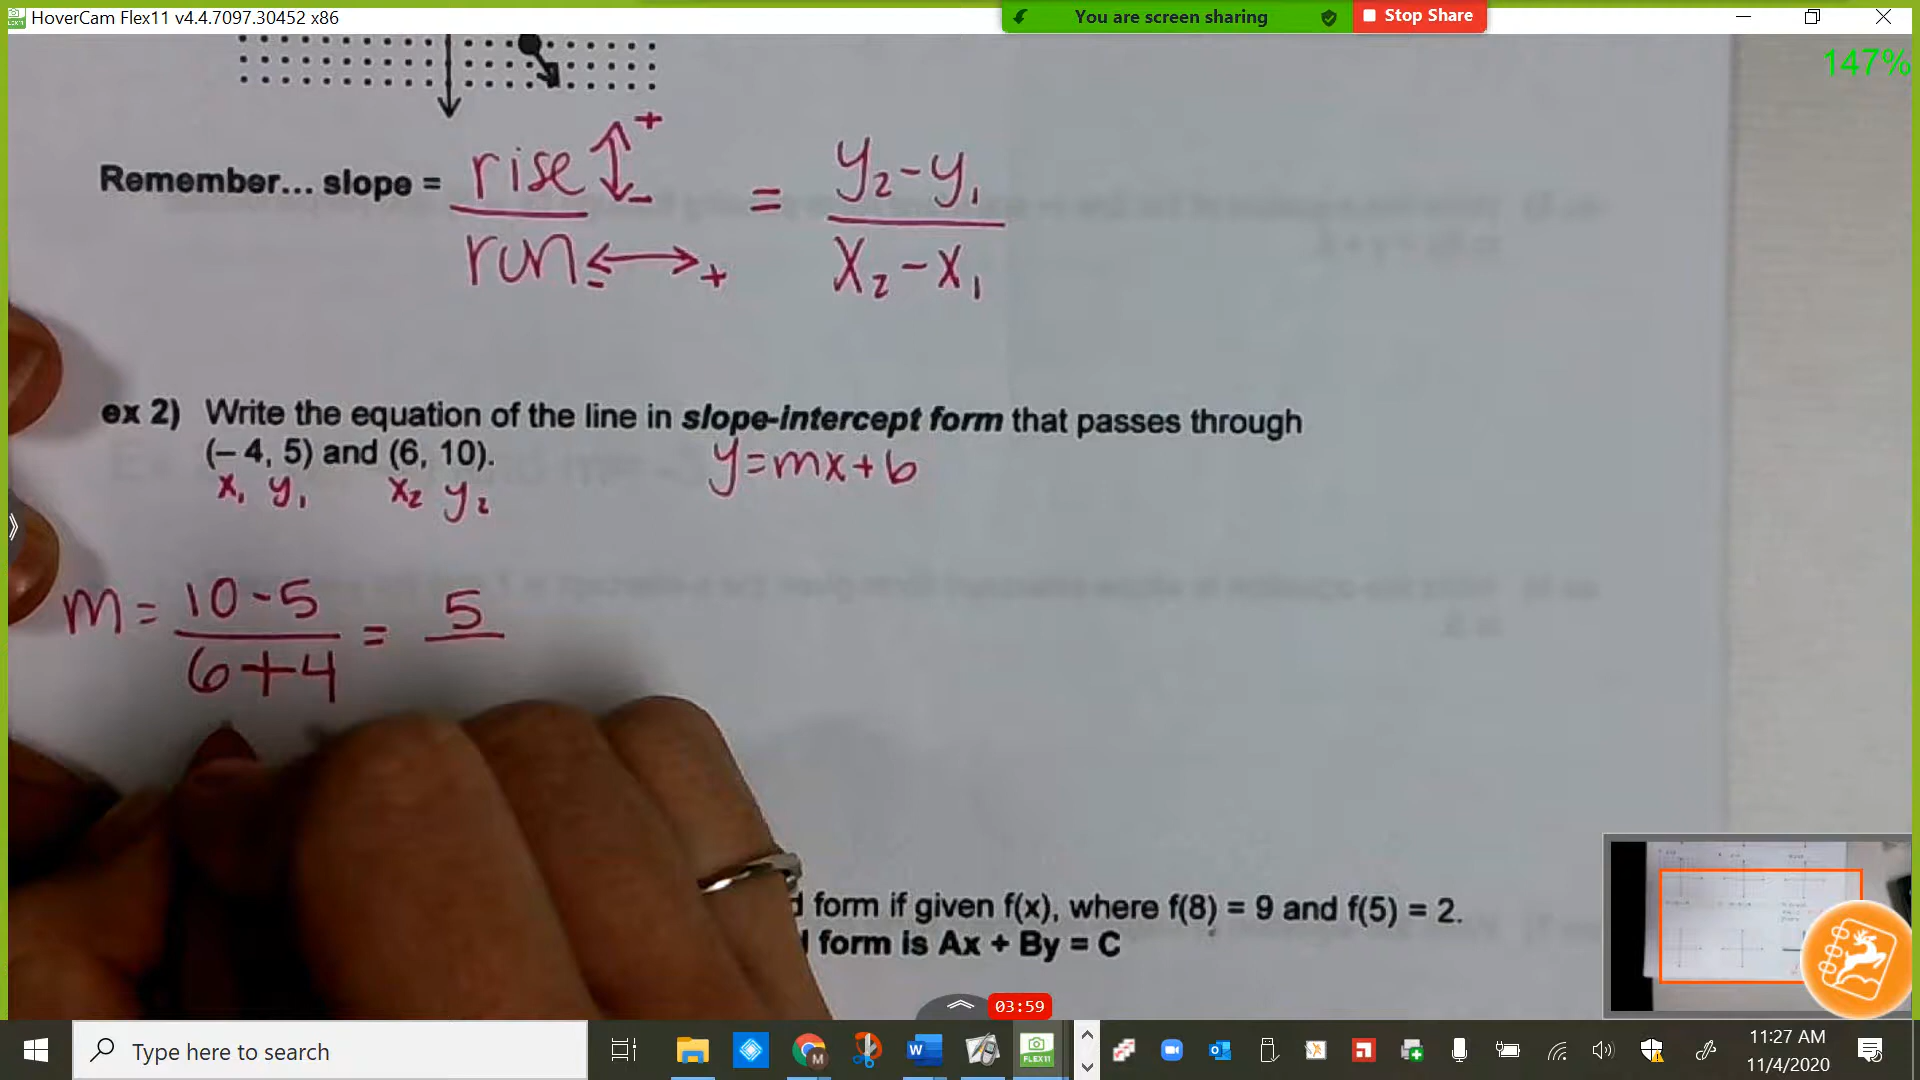 HoverCam Flex11 v4.4.7097.30452 x86
You are screen sharing
Stop Share
147%
Remember... slope = rise + - / run - + = y₂-y₁ / x₂-x₁
ex 2) Write the equation of the line in slope-intercept form that passes through
(– 4, 5) and (6, 10). y=mx+b
x₁ y₁ x₂ y₂
m = 10-5 / 6+4 = 5
form if given f(x), where f(8) = 9 and f(5) = 2.
form is Ax + By = C
03:59
Type here to search
FLEX11
11:27 AM
11/4/2020